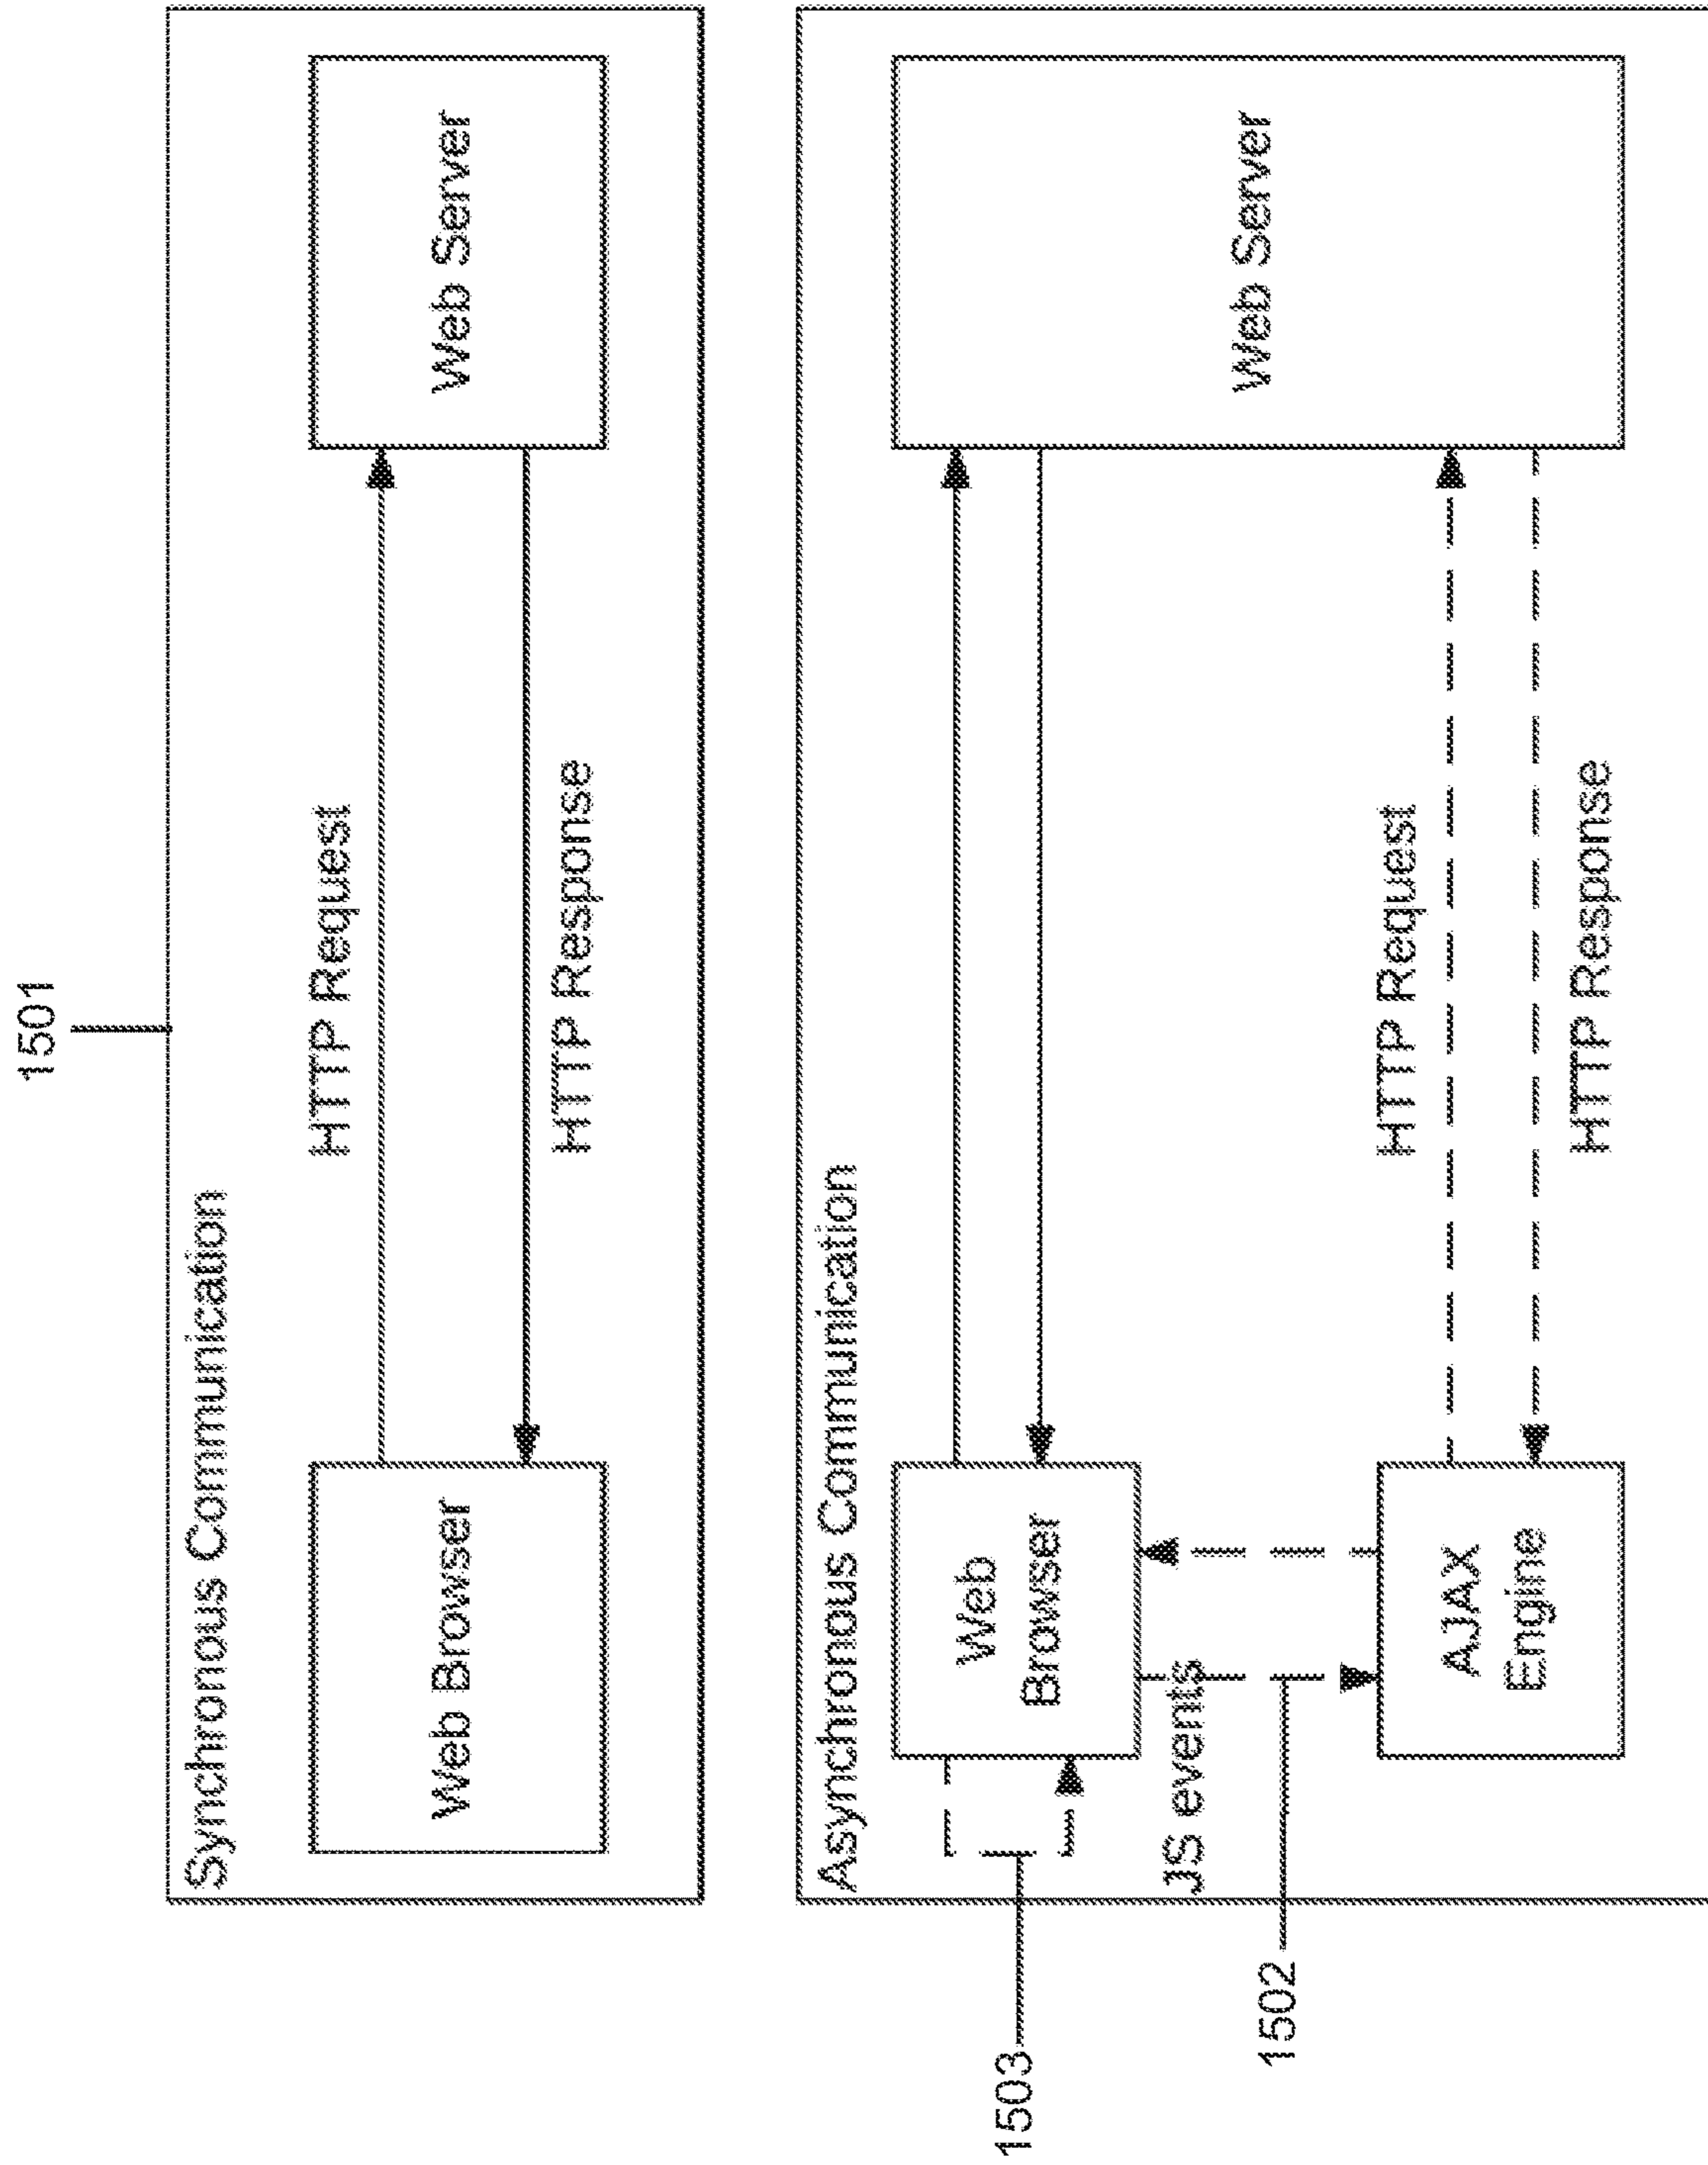 1501
Synchronous Communication
HTTP Request
Web Browser
Web Server
HTTP Response
Asynchronous Communication
1503
Web
Browser
Web Server
JS events
1502
HTTP Request
AJAX
Engine
HTTP Response